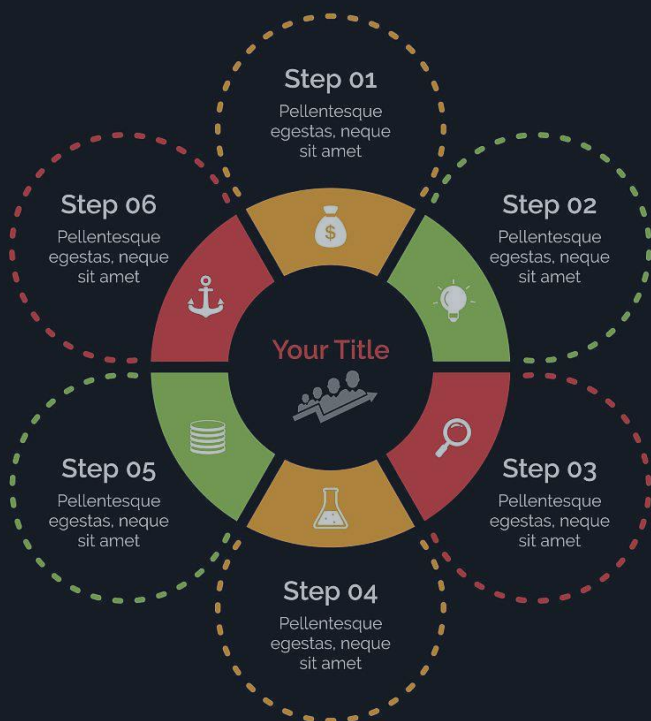 Step 01
Pellentesque
egestas, neque
sit amet
Step 02
Pellentesque
egestas, neque
sit amet
Step 03
Pellentesque
egestas, neque
sit amet
Step 04
Pellentesque
egestas, neque
sit amet
Step 05
Pellentesque
egestas, neque
sit amet
Step 06
Pellentesque
egestas, neque
sit amet
$
Your Title